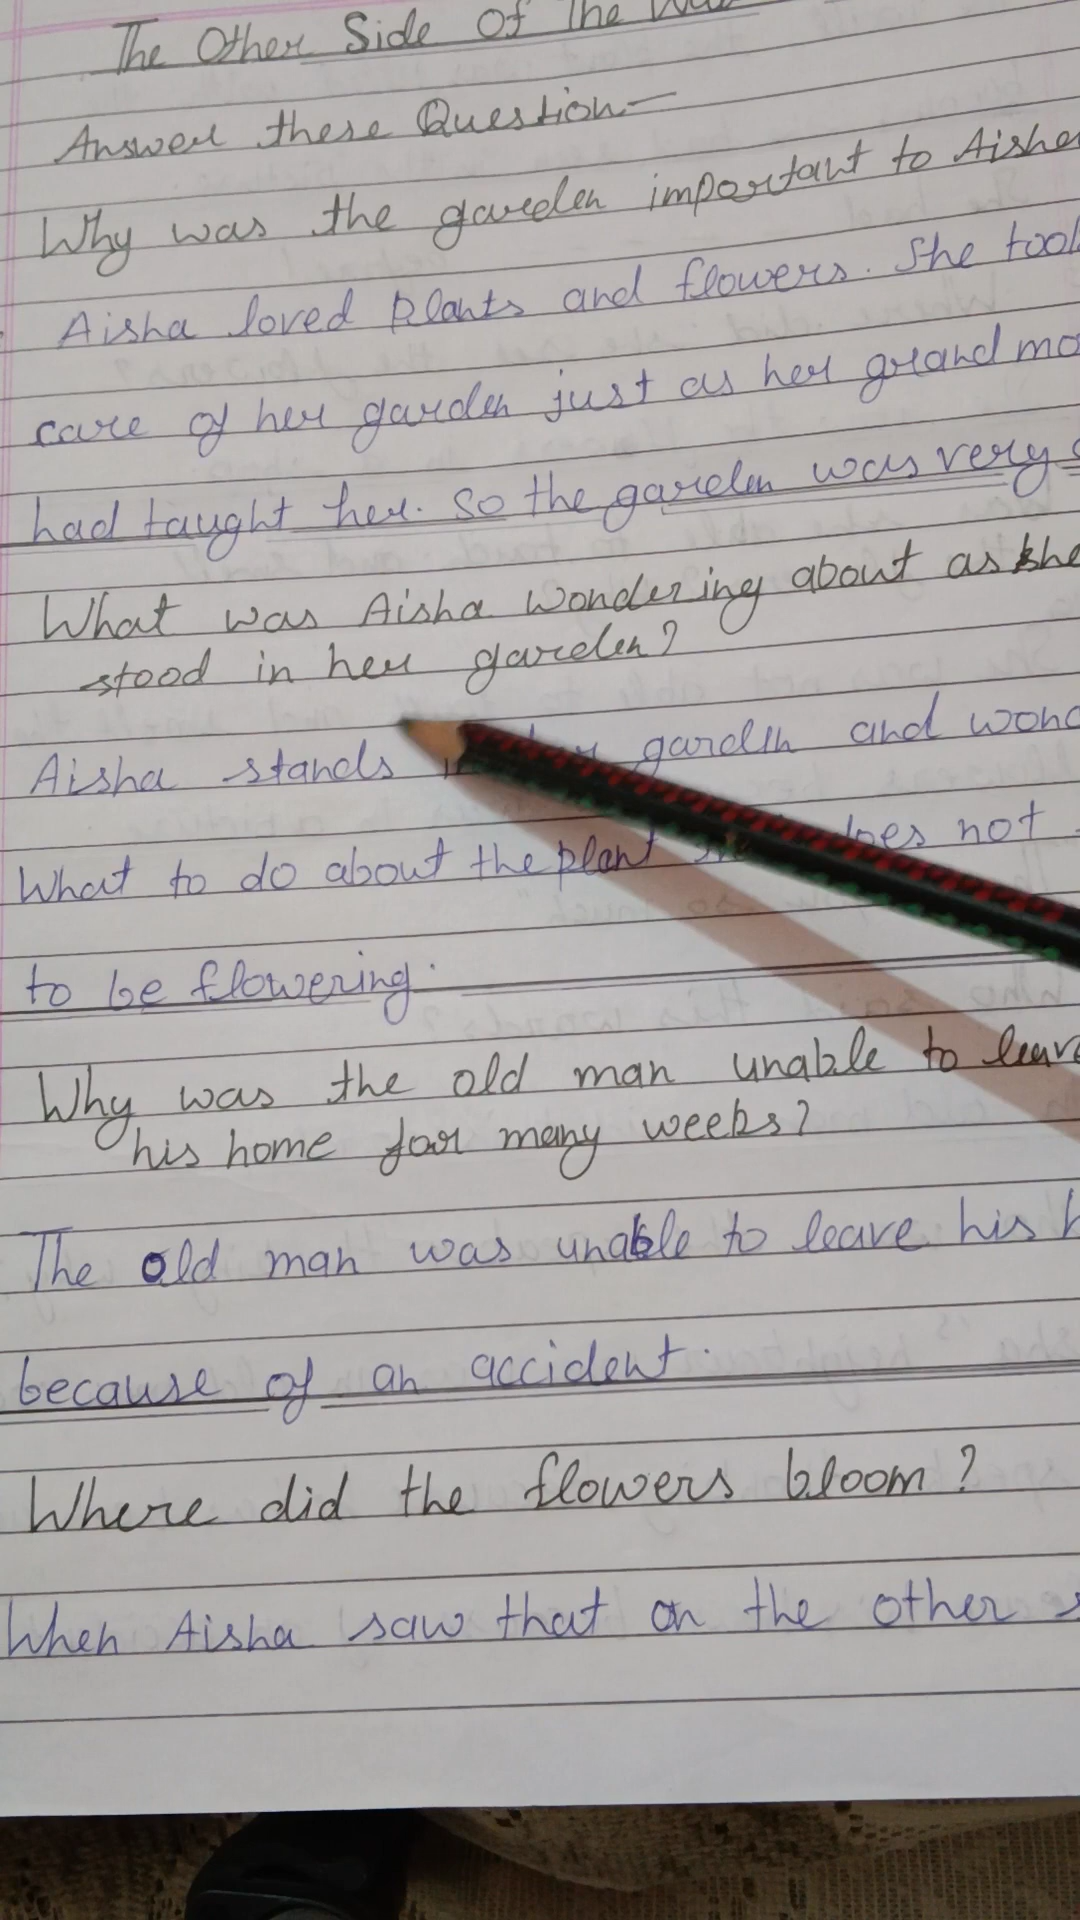 The Other Side Of The
Answer these Question
Why was the garden important to Aisha
Aisha loved plants and flowers. She took
care of her garden just as her grand mo
had taught her. So the garden was very
What was Aisha wondering about as she
stood in her garden?
Aisha stands garden and wond
What to do about the plant does not
to be flowering.
Why was the old man unable to leave
his home for many weeks?
The old man was unable to leave his h
because of an accident.
Where did the flowers bloom?
When Aisha saw that on the other s